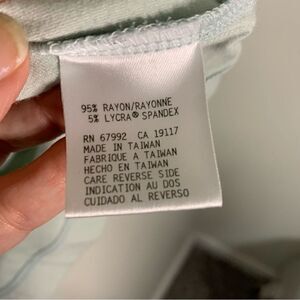 95% RAYON/RAYONNE
5% LYCRA® SPANDEX
RN 67992 CA 19117
MADE IN TAIWAN
FABRIQUE A TAIWAN
HECHO EN TAIWAN
CARE REVERSE SIDE
INDICATION AU DOS
CUIDADO AL REVERSO